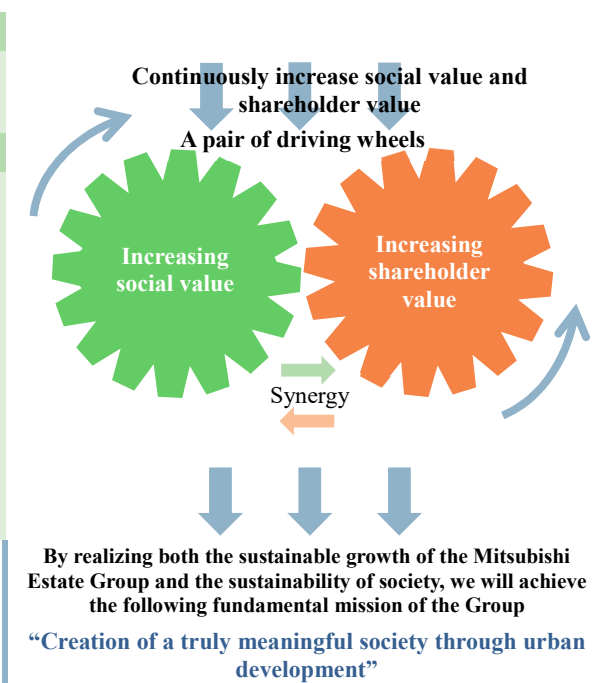 Continuously increase social value and
shareholder value
A pair of driving wheels
Increasing
social value
Increasing
shareholder
value
Synergy
By realizing both the sustainable growth of the Mitsubishi
Estate Group and the sustainability of society, we will achieve
the following fundamental mission of the Group
“Creation of a truly meaningful society through urban
development”